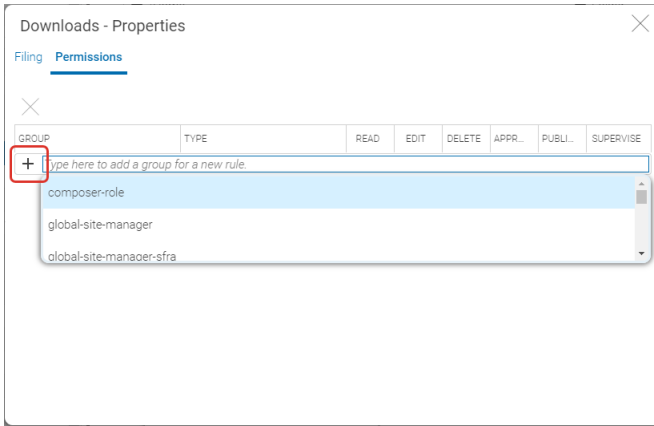 Downloads - Properties
Filing Permissions
GROUP TYPE READ EDIT DELETE APPR... PUBLI... SUPERVISE
Type here to add a group for a new rule.
composer-role
global-site-manager
global-site-manager-sfra